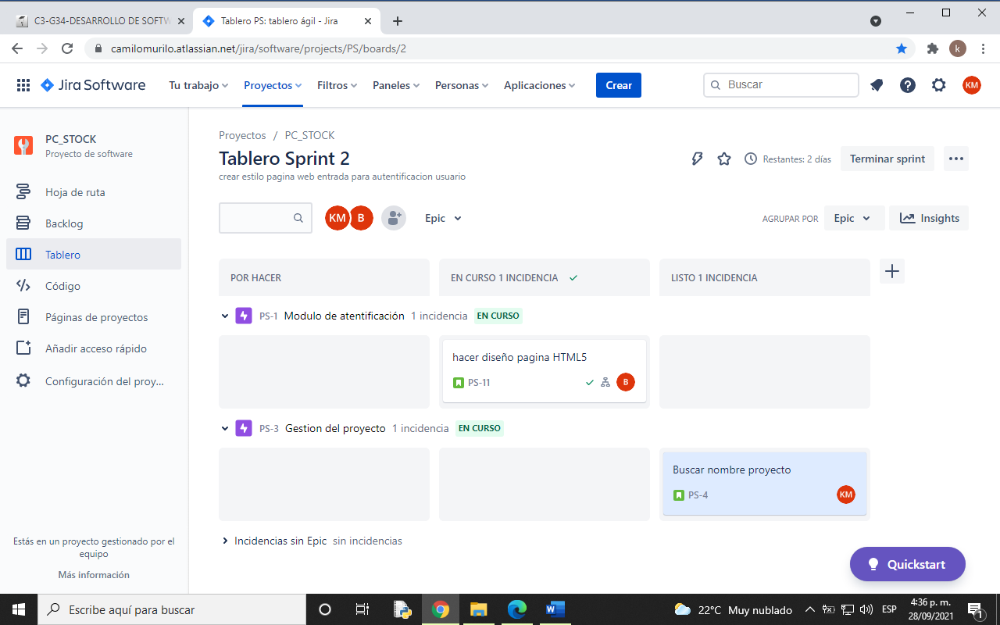 C3-G34-DESARROLLO DE SOFTW
Tablero PS: tablero ágil - Jira
camilomurilo.atlassian.net/jira/software/projects/PS/boards/2
k
Jira Software
Tu trabajo
Proyectos
Filtros
Paneles
Personas
Aplicaciones
Crear
Buscar
KM
PC_STOCK
Proyecto de software
Hoja de ruta
Backlog
Tablero
Código
Páginas de proyectos
Añadir acceso rápido
Configuración del proy...
Estás en un proyecto gestionado por el
equipo
Más información
Proyectos / PC_STOCK
Tablero Sprint 2
crear estilo pagina web entrada para autentificacion usuario
Restantes: 2 días
Terminar sprint
KM
B
Epic
AGRUPAR POR
Epic
Insights
POR HACER
EN CURSO 1 INCIDENCIA
LISTO 1 INCIDENCIA
PS-1 Modulo de atentificación 1 incidencia EN CURSO
hacer diseño pagina HTML5
PS-11
B
PS-3 Gestion del proyecto 1 incidencia EN CURSO
Buscar nombre proyecto
PS-4
KM
Incidencias sin Epic sin incidencias
Quickstart
Escribe aquí para buscar
22°C Muy nublado
ESP
4:36 p. m.
28/09/2021
1